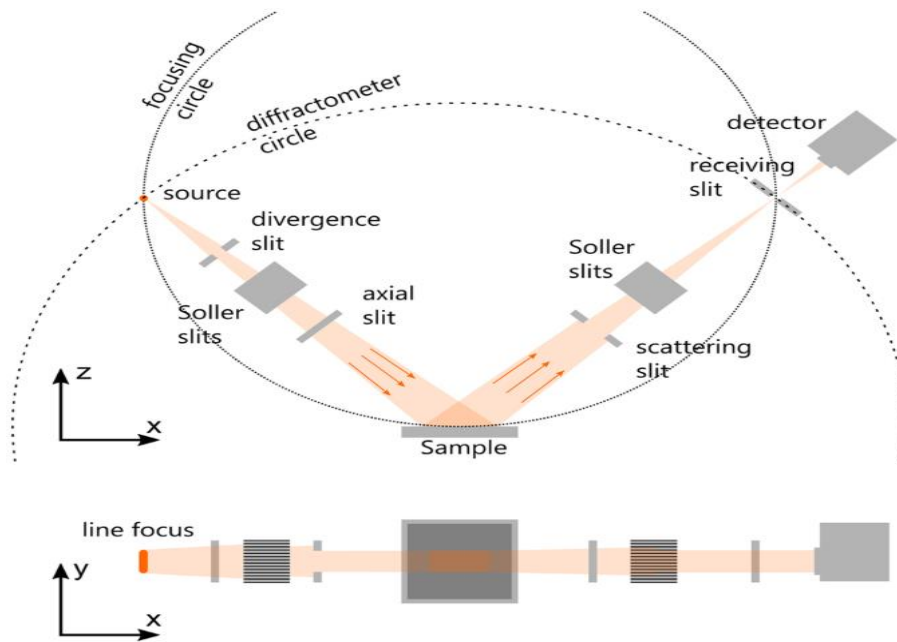 focusing
circle
diffractometer
circle
detector
receiving
slit
source
divergence
slit
Soller
slits
axial
slit
Soller
slits
scattering
slit
z
x
Sample
line focus
y
x